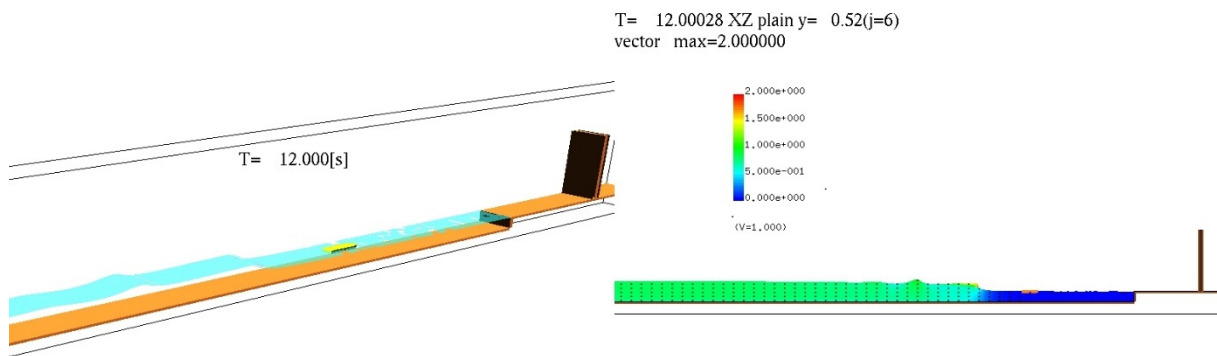 T= 12.000[s]
T= 12.00028 XZ plain y= 0.52(j=6)
vector max=2.000000
2.000e+000
1.500e+000
1.000e+000
5.000e-001
0.000e+000
(V=1.000)